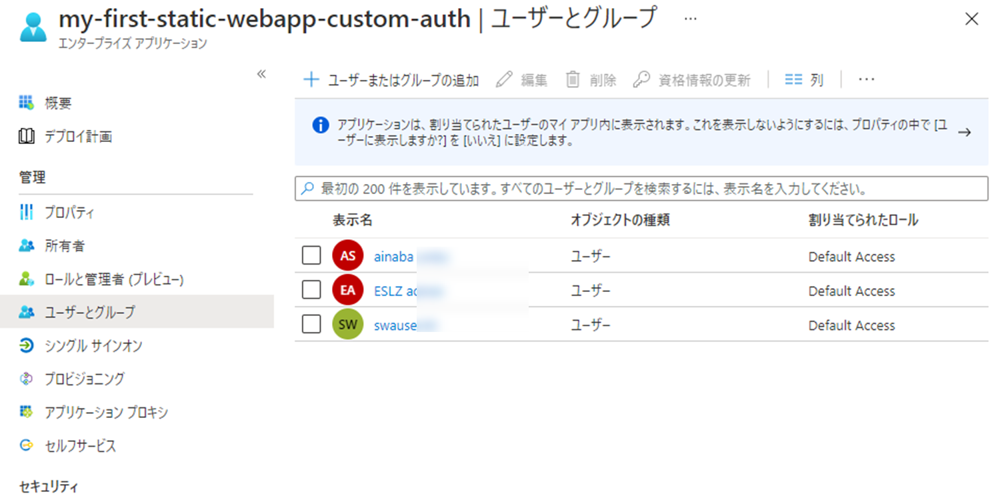 my-first-static-webapp-custom-auth | ユーザーとグループ ...
エンタープライズ アプリケーション
«
概要
デプロイ計画
管理
プロパティ
所有者
ロールと管理者 (プレビュー)
ユーザーとグループ
シングル サインオン
プロビジョニング
アプリケーション プロキシ
セルフサービス
セキュリティ
ユーザーまたはグループの追加 編集 削除 資格情報の更新 列 ...
アプリケーションは、割り当てられたユーザーのマイ アプリ内に表示されます。これを表示しないようにするには、プロパティの中で [ユ
ーザーに表示しますか?] を [いいえ] に設定します。
最初の 200 件を表示しています。すべてのユーザーとグループを検索するには、表示名を入力してください。
表示名 オブジェクトの種類 割り当てられたロール
AS ainaba ユーザー Default Access
EA ESLZ ユーザー Default Access
SW ユーザー Default Access